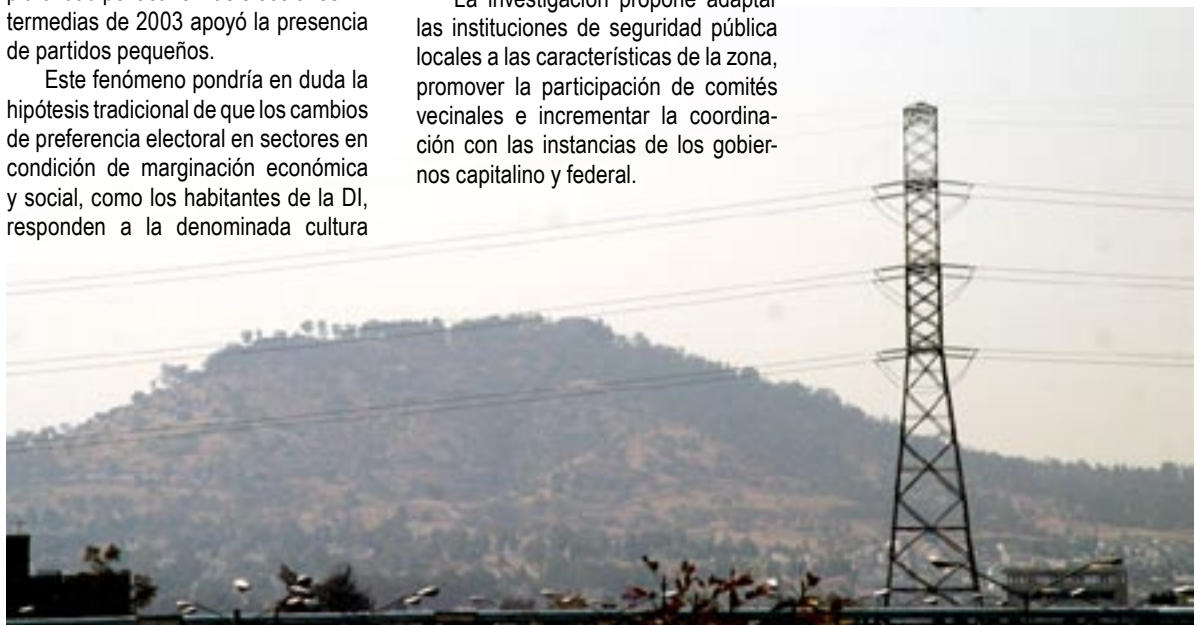 termedias de 2003 apoyó la presencia
de partidos pequeños.
Este fenómeno pondría en duda la
hipótesis tradicional de que los cambios
de preferencia electoral en sectores en
condición de marginación económica
y social, como los habitantes de la DI,
responden a la denominada cultura
La investigación propone adaptar
las instituciones de seguridad pública
locales a las características de la zona,
promover la participación de comités
vecinales e incrementar la coordina-
ción con las instancias de los gobier-
nos capitalino y federal.